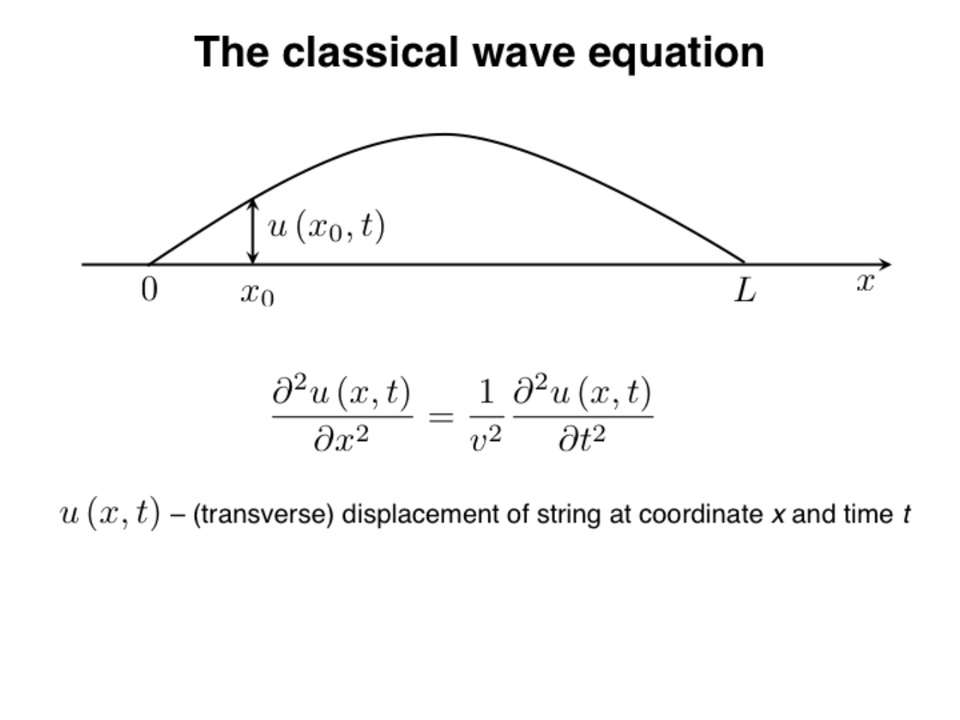 The classical wave equation
u (x₀, t)
0 x₀ L x
∂²u (x, t) / ∂x² = 1 / v² ∂²u (x, t) / ∂t²
u (x, t) – (transverse) displacement of string at coordinate x and time t